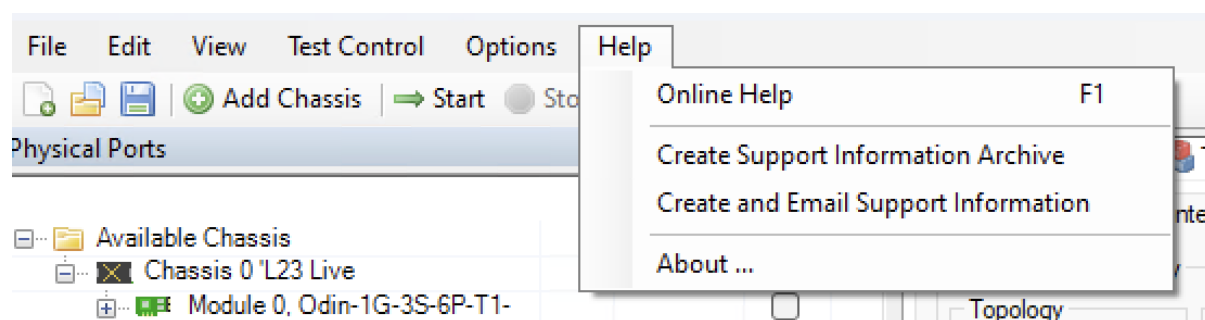 File Edit View Test Control Options Help
Add Chassis Start
Online Help F1
Physical Ports
Create Support Information Archive
Create and Email Support Information
Available Chassis
About ...
Chassis 0 'L23 Live
Module 0, Odin-1G-3S-6P-T1-
Topology